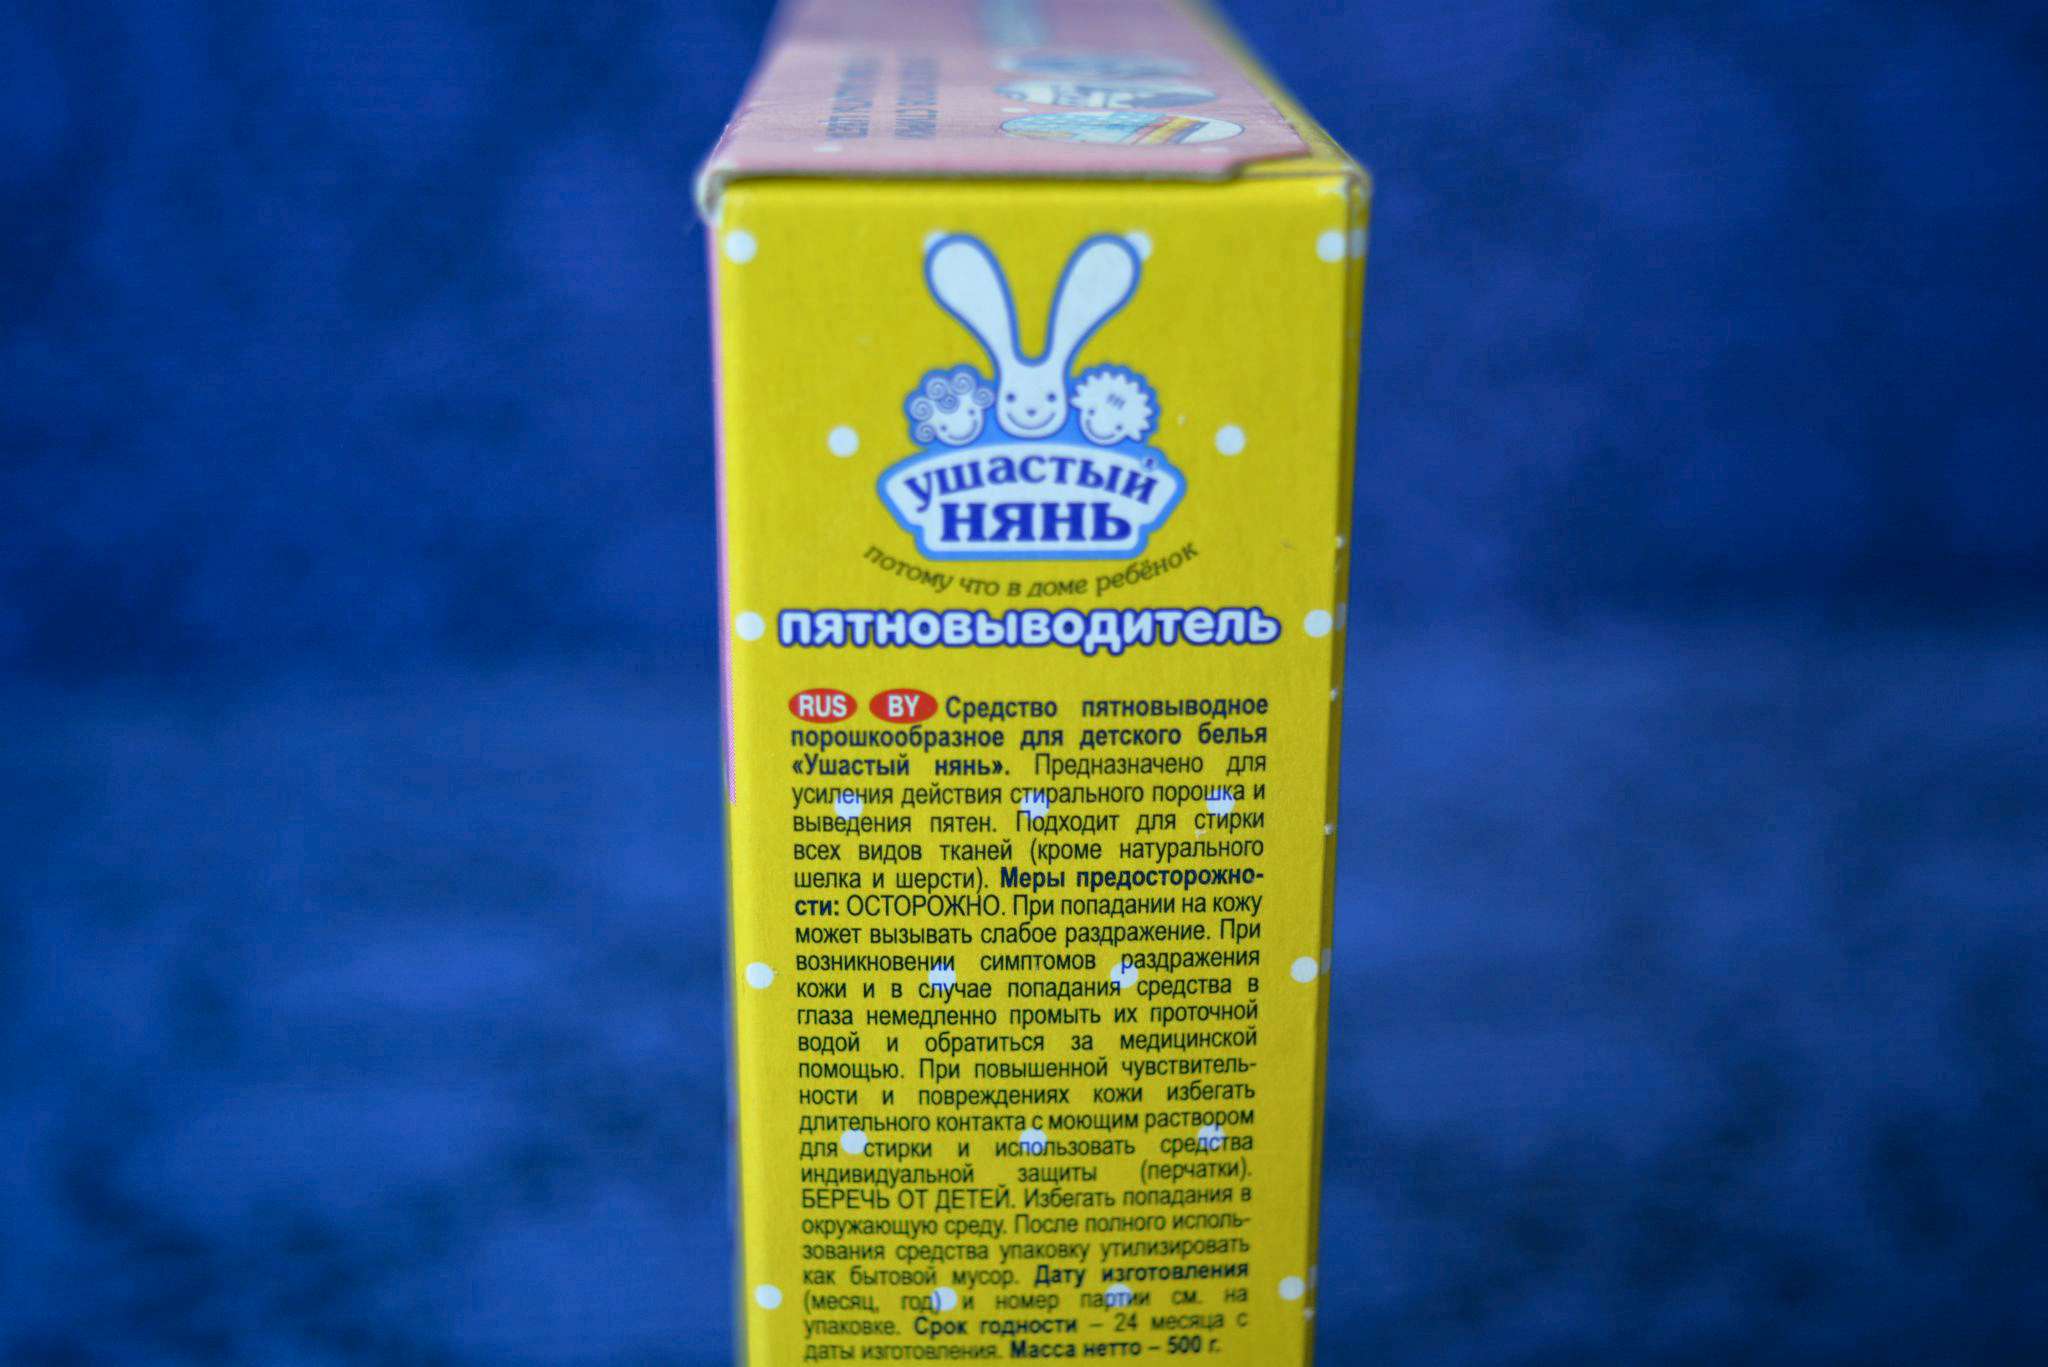 ушастый
нянь
потому что в доме ребёнок
пятновыводитель
RUS BY Средство пятновыводное
порошкообразное для детского белья
«Ушастый нянь». Предназначено для
усиления действия стирального порошка и
выведения пятен. Подходит для стирки
всех видов тканей (кроме натурального
шелка и шерсти). Меры предосторожно-
сти: ОСТОРОЖНО. При попадании на кожу
может вызывать слабое раздражение. При
возникновении симптомов раздражения
кожи и в случае попадания средства в
глаза немедленно промыть их проточной
водой и обратиться за медицинской
помощью. При повышенной чувствитель-
ности и повреждениях кожи избегать
длительного контакта с моющим раствором
для стирки и использовать средства
индивидуальной защиты (перчатки).
БЕРЕЧЬ ОТ ДЕТЕЙ. Избегать попадания в
окружающую среду. После полного исполь-
зования средства упаковку утилизировать
как бытовой мусор. Дату изготовления
(месяц, год) и номер партии см. на
упаковке. Срок годности – 24 месяца с
даты изготовления. Масса нетто – 500 г.